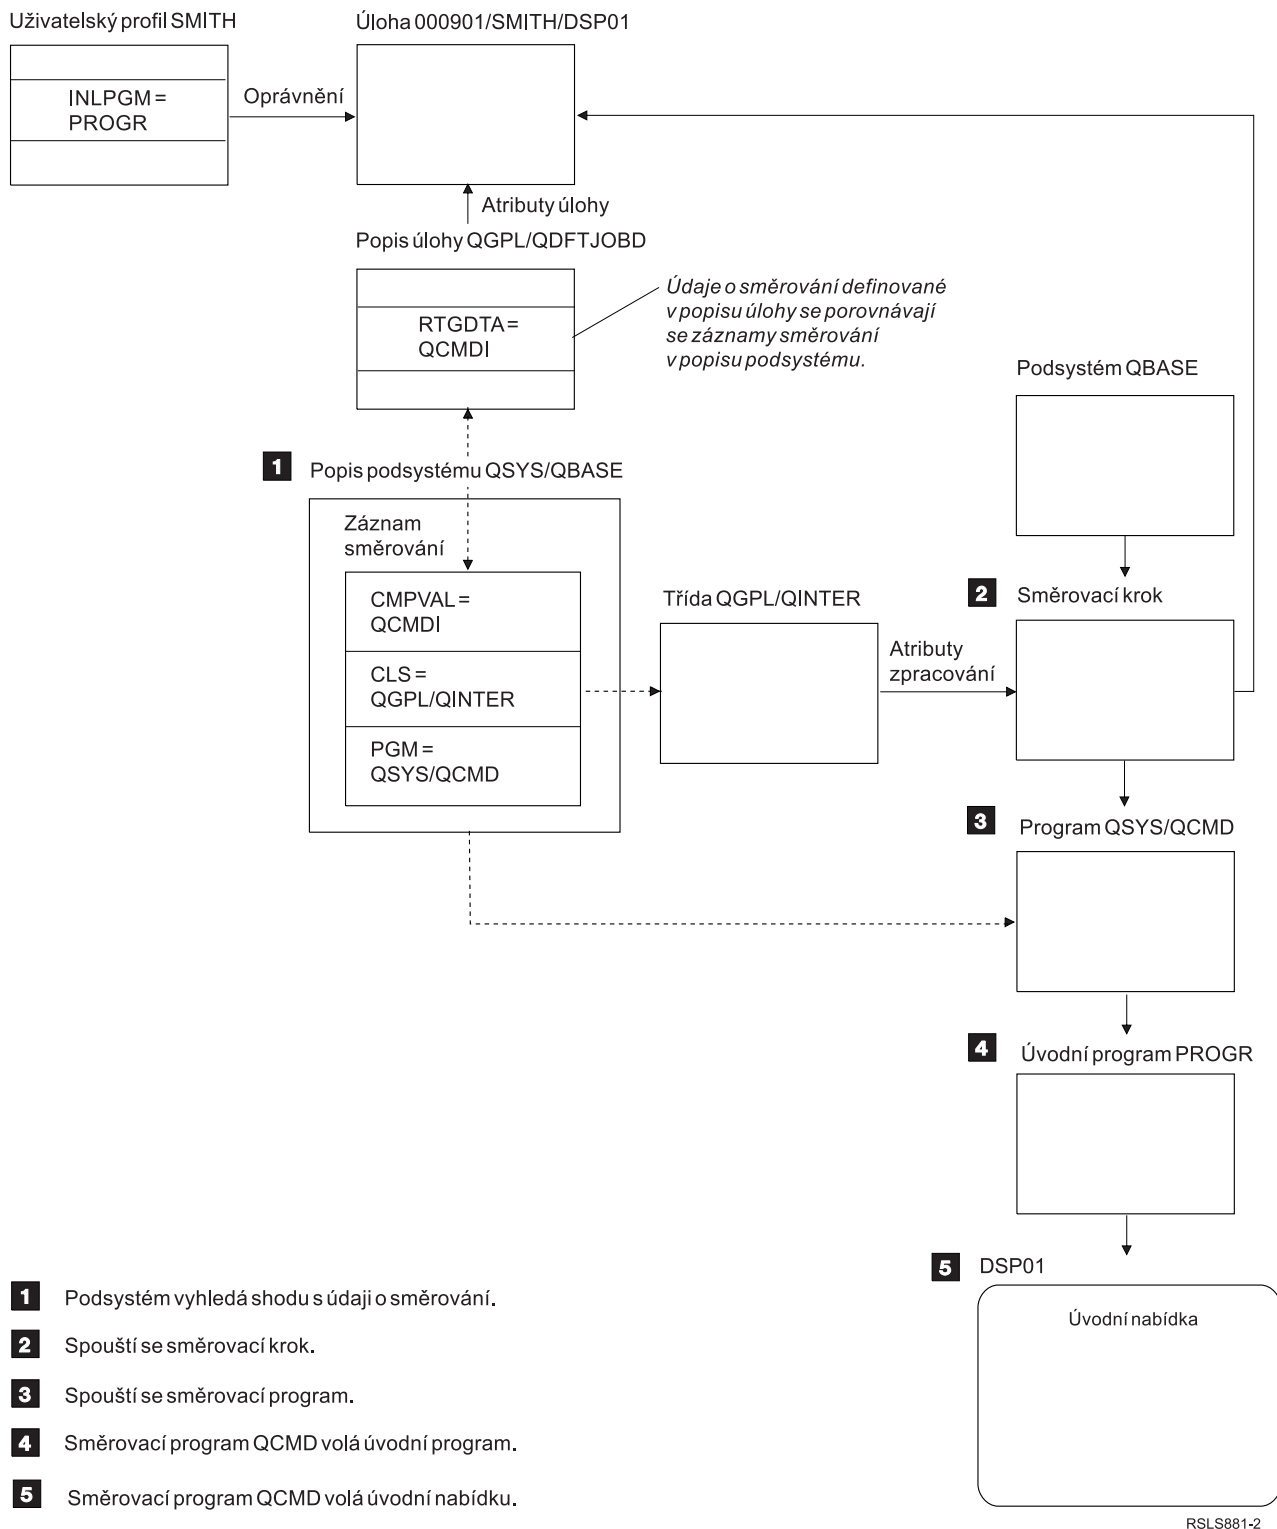 Uživatelský profil SMITH
Úloha 000901/SMITH/DSP01
INLPGM =
PROGR
Oprávnění
Atributy úlohy
Popis úlohy QGPL/QDFTJOBD
RTGDTA =
QCMDI
Údaje o směrování definované
v popisu úlohy se porovnávají
se záznamy směrování
v popisu podsystému.
Podsystém QBASE
1 Popis podsystému QSYS/QBASE
Záznam
směrování
CMPVAL =
QCMDI
CLS =
QGPL/QINTER
PGM =
QSYS/QCMD
Třída QGPL/QINTER
Atributy
zpracování
2 Směrovací krok
3 Program QSYS/QCMD
4 Úvodní program PROGR
5 DSP01
Úvodní nabídka
1 Podsystém vyhledá shodu s údaji o směrování.
2 Spouští se směrovací krok.
3 Spouští se směrovací program.
4 Směrovací program QCMD volá úvodní program.
5 Směrovací program QCMD volá úvodní nabídku.
RSLS881-2